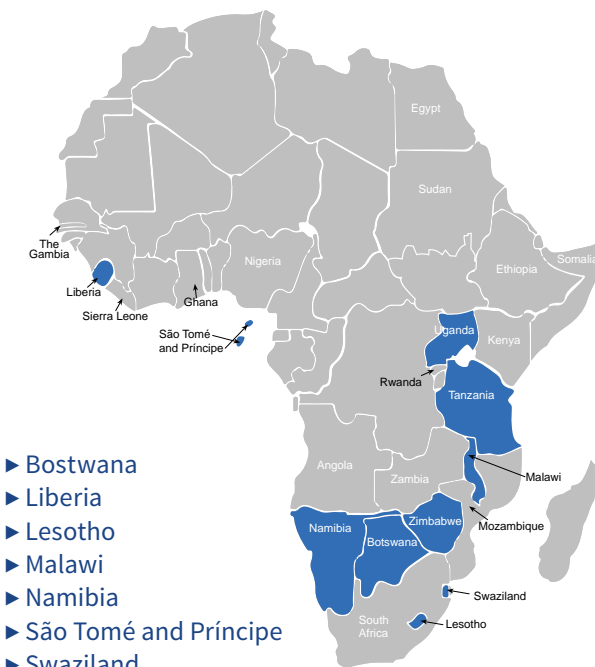 Egypt
Sudan
The
Gambia
Nigeria
Ethiopia
Somalia
Liberia
Ghana
Sierra Leone
São Tomé
and Príncipe
Uganda
Kenya
Rwanda
Tanzania
Angola
Zambia
Malawi
Namibia
Zimbabwe
Mozambique
Botswana
Swaziland
South
Africa
Lesotho
▸ Bostwana
▸ Liberia
▸ Lesotho
▸ Malawi
▸ Namibia
▸ São Tomé and Príncipe
▸ Swaziland